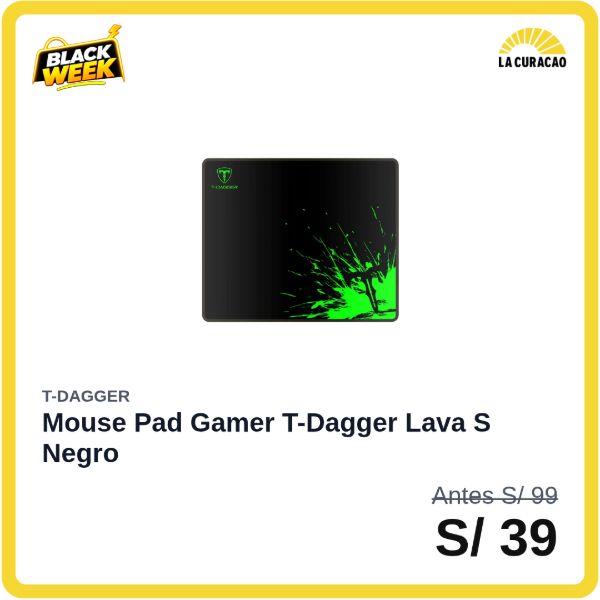 BLACK
WEEK
LA CURACAO
T-DAGGER
T-DAGGER
Mouse Pad Gamer T-Dagger Lava S
Negro
Antes S/ 99
S/ 39